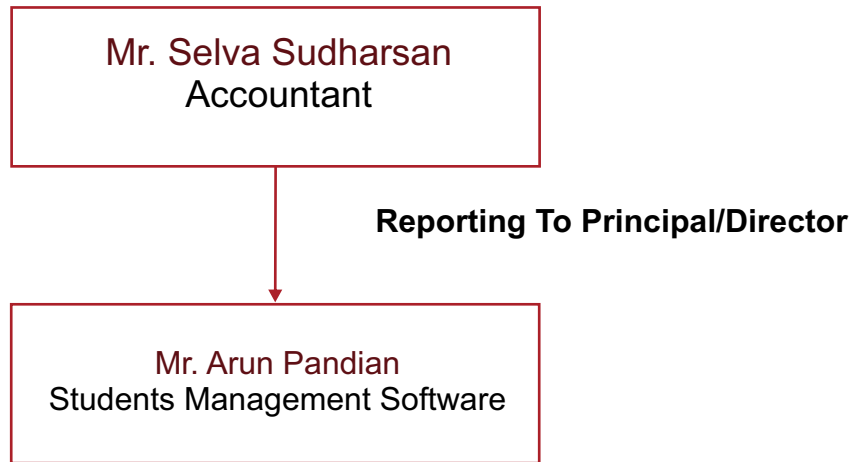 Mr. Selva Sudharsan
Accountant
Reporting To Principal/Director
Mr. Arun Pandian
Students Management Software